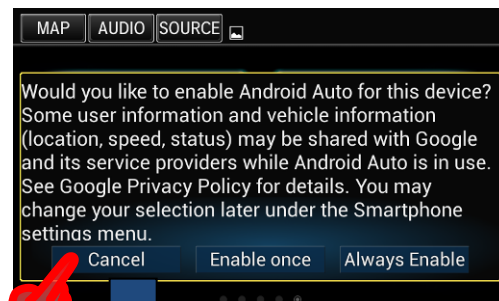 MAP AUDIO SOURCE
Would you like to enable Android Auto for this device?
Some user information and vehicle information
(location, speed, status) may be shared with Google
and its service providers while Android Auto is in use.
See Google Privacy Policy for details. You may
change your selection later under the Smartphone
settings menu.
Cancel Enable once Always Enable